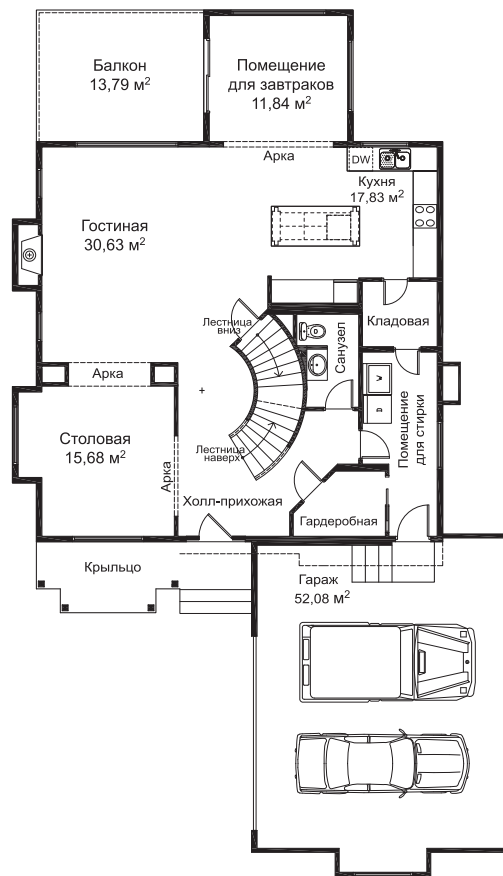 Балкон
13,79 м²
Помещение
для завтраков
11,84 м²
Арка
DW
Кухня
17,83 м²
Гостиная
30,63 м²
Лестница
вниз
Санузел
Кладовая
Арка
W
D
Помещение
для стирки
Столовая
15,68 м²
Арка
Лестница
наверх
Холл-прихожая
Гардеробная
Крыльцо
Гараж
52,08 м²